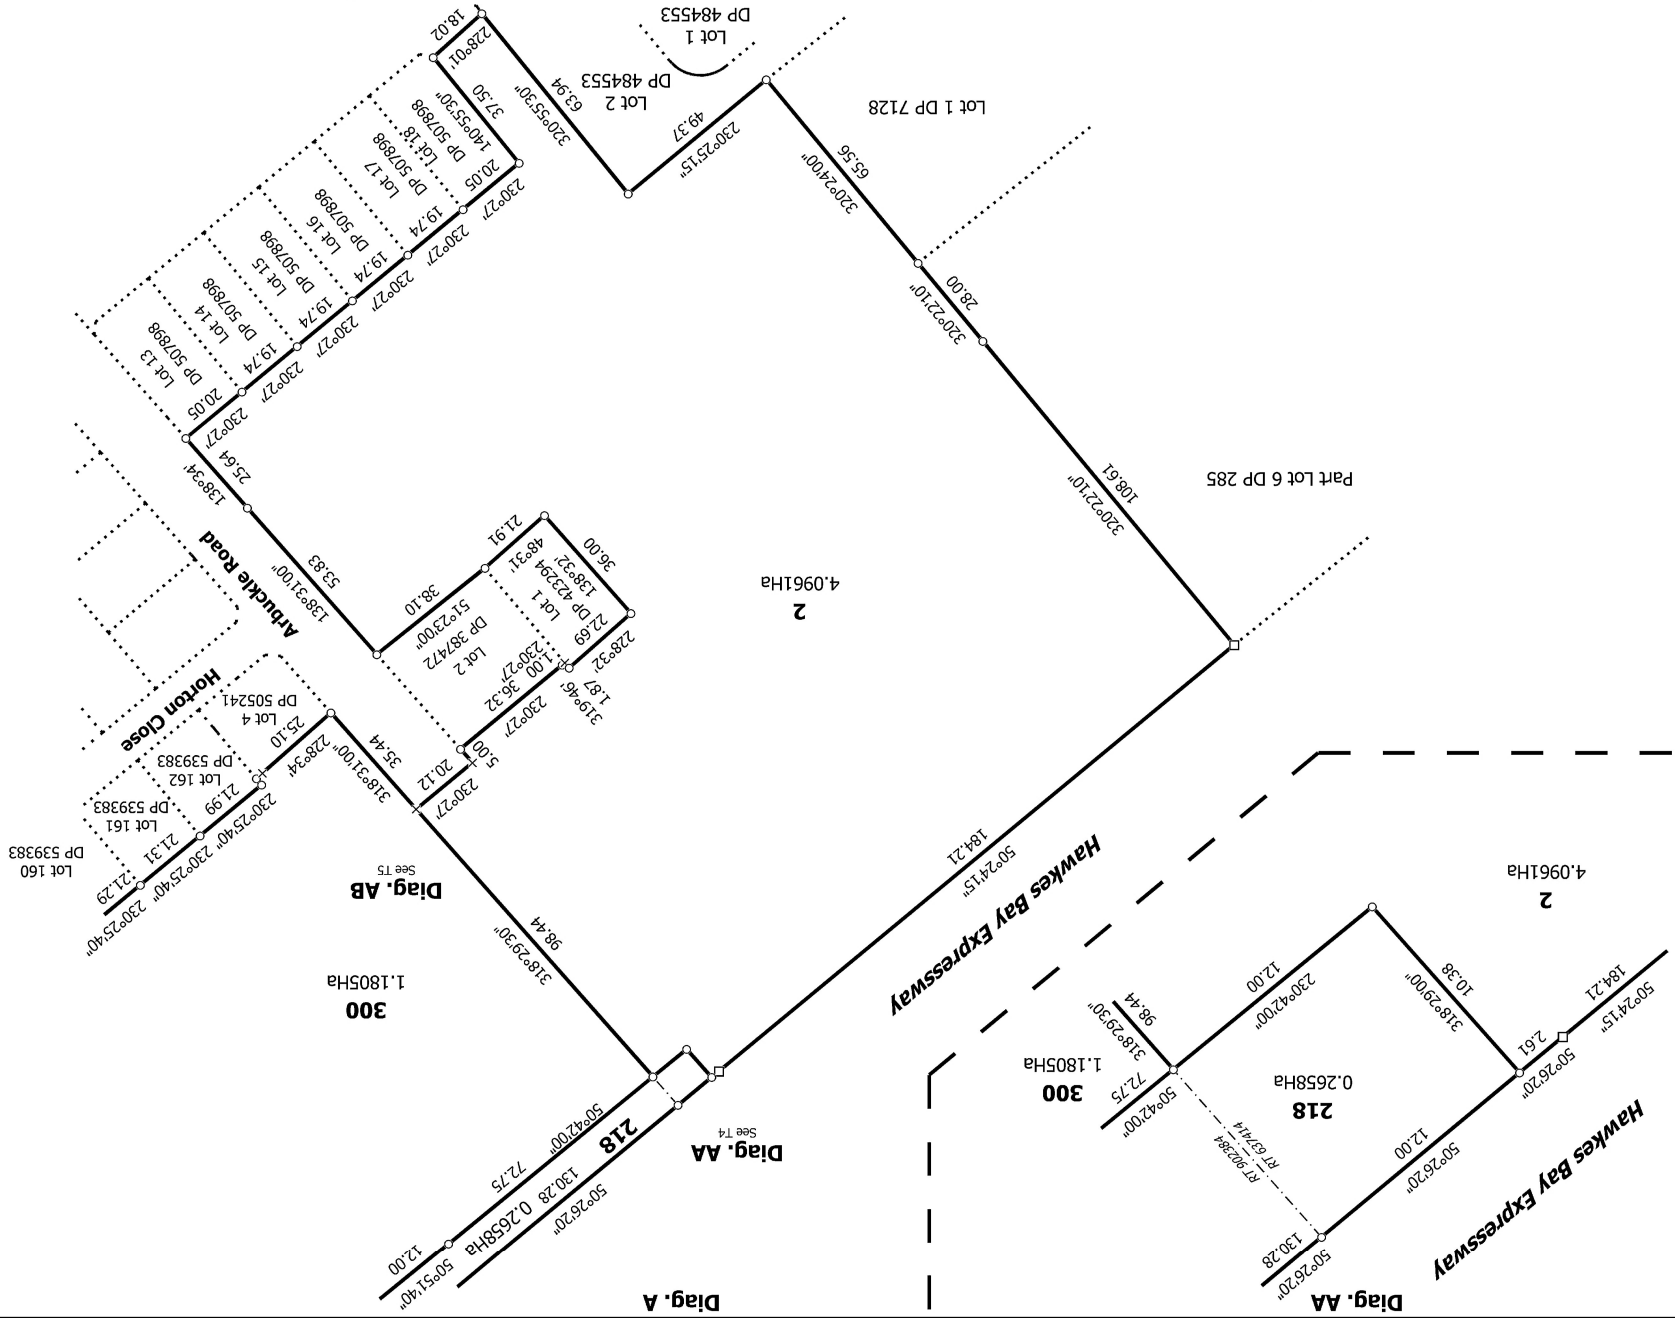 Diag. AA
Hawkes Bay Expressway
50°26'20"
130.28
50°26'20"
12.00
RT 902384
RT 637414
218
0.2658Ha
50°26'20"
2.61
50°24'15"
184.21
318°29'00"
10.38
230°42'00"
12.00
50°42'00"
72.75
318°29'30"
98.44
300
1.1805Ha
2
4.0961Ha
Diag. A
50°51'40"
12.00
50°26'20"
130.28
0.2658Ha
218
50°42'00"
72.75
Diag. AA
See T4
Hawkes Bay Expressway
50°24'15"
184.21
300
1.1805Ha
318°29'30"
98.44
Diag. AB
See T5
230°25'40"
21.29
230°25'40"
21.31
230°25'40"
21.99
228°34'
25.10
318°31'00"
35.44
Lot 160
DP 539383
Lot 161
DP 539383
Lot 162
DP 539383
Lot 4
DP 505241
Horton Close
Arbuckle Road
230°27'
20.12
5.00
230°27'
36.32
230°27'
1.00
319°46'
1.87
228°32'
22.69
138°32'
36.00
48°31'
21.91
51°23'00"
38.10
Lot 2
DP 387472
Lot 1
DP 423294
138°31'00"
53.83
138°34'
25.64
2
4.0961Ha
Part Lot 6 DP 285
320°22'10"
108.61
320°22'10"
28.00
320°24'00"
65.56
Lot 1 DP 7128
230°25'15"
49.37
320°55'30"
63.94
228°01'
18.02
140°55'30"
37.50
230°27'
20.05
230°27'
19.74
230°27'
19.74
230°27'
19.74
230°27'
19.74
230°27'
20.05
Lot 13
DP 507898
Lot 14
DP 507898
Lot 15
DP 507898
Lot 16
DP 507898
Lot 17
DP 507898
Lot 18
DP 507898
Lot 2
DP 484553
Lot 1
DP 484553